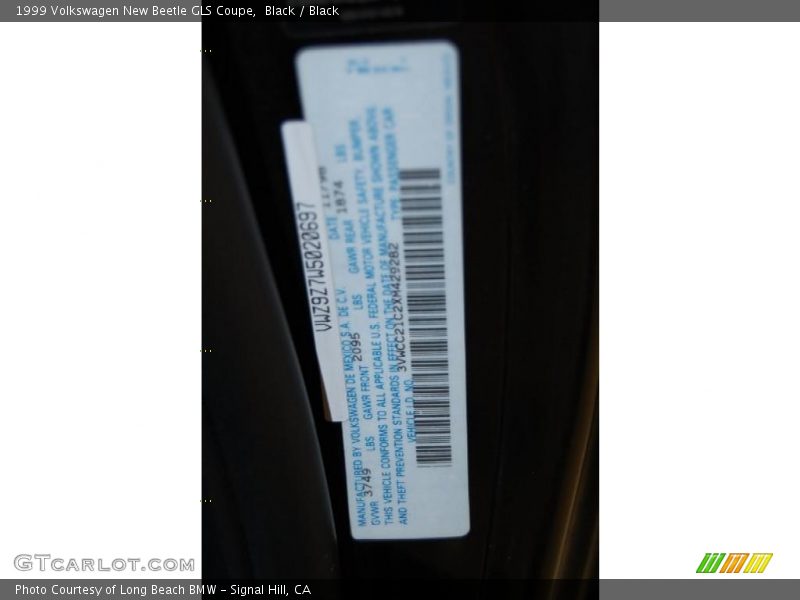 1999 Volkswagen New Beetle GLS Coupe, Black / Black
VWZ9Z7W5020697
MANUFACTURED BY VOLKSWAGEN DE MEXICO S.A. DE C.V. DATE 11/98
GVWR 3749 LBS GAWR FRONT 2095 LBS GAWR REAR 1874 LBS
THIS VEHICLE CONFORMS TO ALL APPLICABLE U.S. FEDERAL MOTOR VEHICLE SAFETY, BUMPER,
AND THEFT PREVENTION STANDARDS IN EFFECT ON THE DATE OF MANUFACTURE SHOWN ABOVE
VEHICLE I.D. NO. 3VWCC21C2XM429282 TYPE: PASSENGER CAR
GTCARLOT.COM
Photo Courtesy of Long Beach BMW - Signal Hill, CA